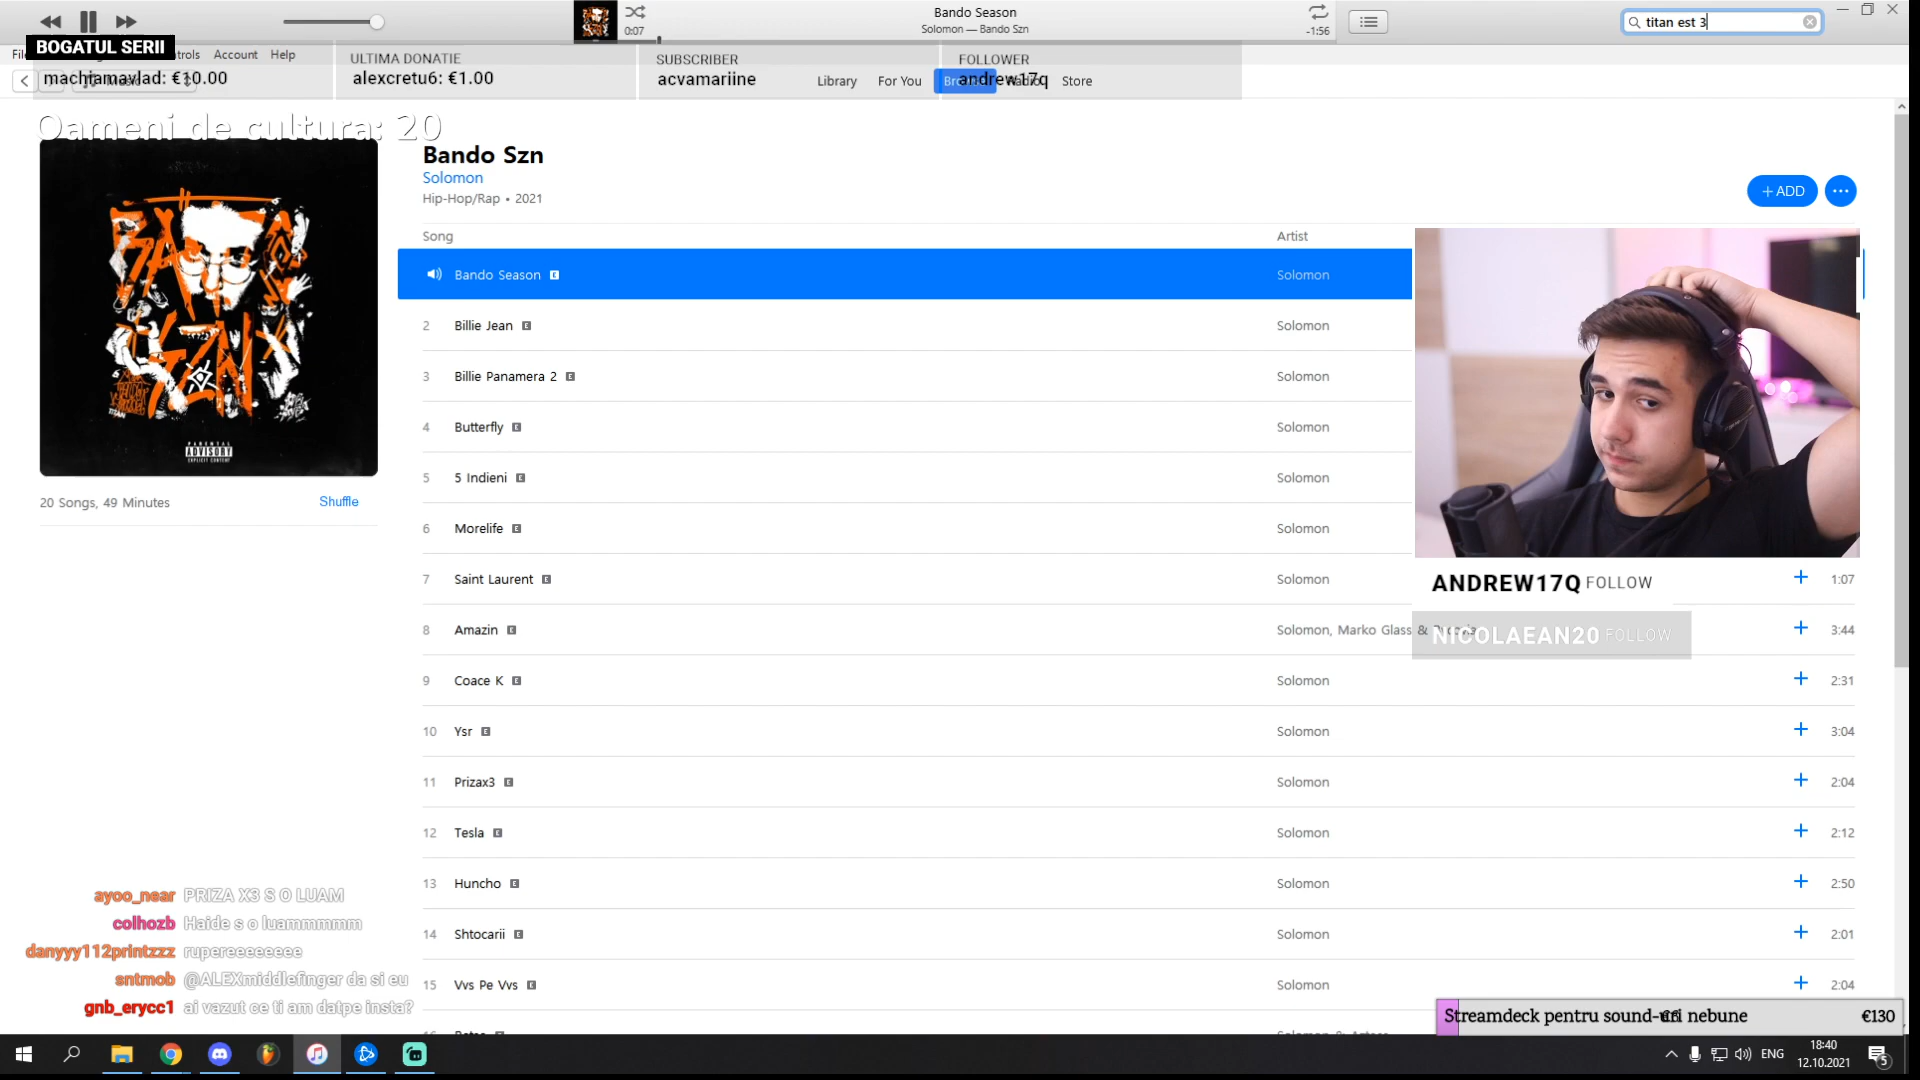 0:07
Bando Season
Solomon — Bando Szn
-1:56
titan est 3
BOGATUL SERII
Account
Help
machiamavlad: €10.00
ULTIMA DONATIE
alexcretu6: €1.00
SUBSCRIBER
acvamariine
FOLLOWER
andrew17q
Library
For You
Store
Oameni de cultura: 20
Bando Szn
Solomon
Hip-Hop/Rap • 2021
+ ADD
Song
Artist
Bando Season E
Solomon
2 Billie Jean E
Solomon
3 Billie Panamera 2 E
Solomon
4 Butterfly E
Solomon
5 5 Indieni E
Solomon
6 Morelife E
Solomon
7 Saint Laurent E
Solomon
1:07
8 Amazin E
Solomon, Marko Glass &
3:44
9 Coace K E
Solomon
2:31
10 Ysr E
Solomon
3:04
11 Prizax3 E
Solomon
2:04
12 Tesla E
Solomon
2:12
13 Huncho E
Solomon
2:50
14 Shtocarii E
Solomon
2:01
15 Vvs Pe Vvs E
2:04
PARENTAL
ADVISORY
EXPLICIT CONTENT
20 Songs, 49 Minutes
Shuffle
ANDREW17Q FOLLOW
NICOLAEAN20 FOLLOW
ayoo_near PRIZA X3 S O LUAM
colhozb Haide s o luammmmm
danyyy112printzzz rupereeeeeeee
sntmob @ALEXmiddlefinger da si eu
gnb_erycc1 ai vazut ce ti am datpe insta?
Streamdeck pentru sound-uri nebune
€130
ENG
18:40
12.10.2021
5